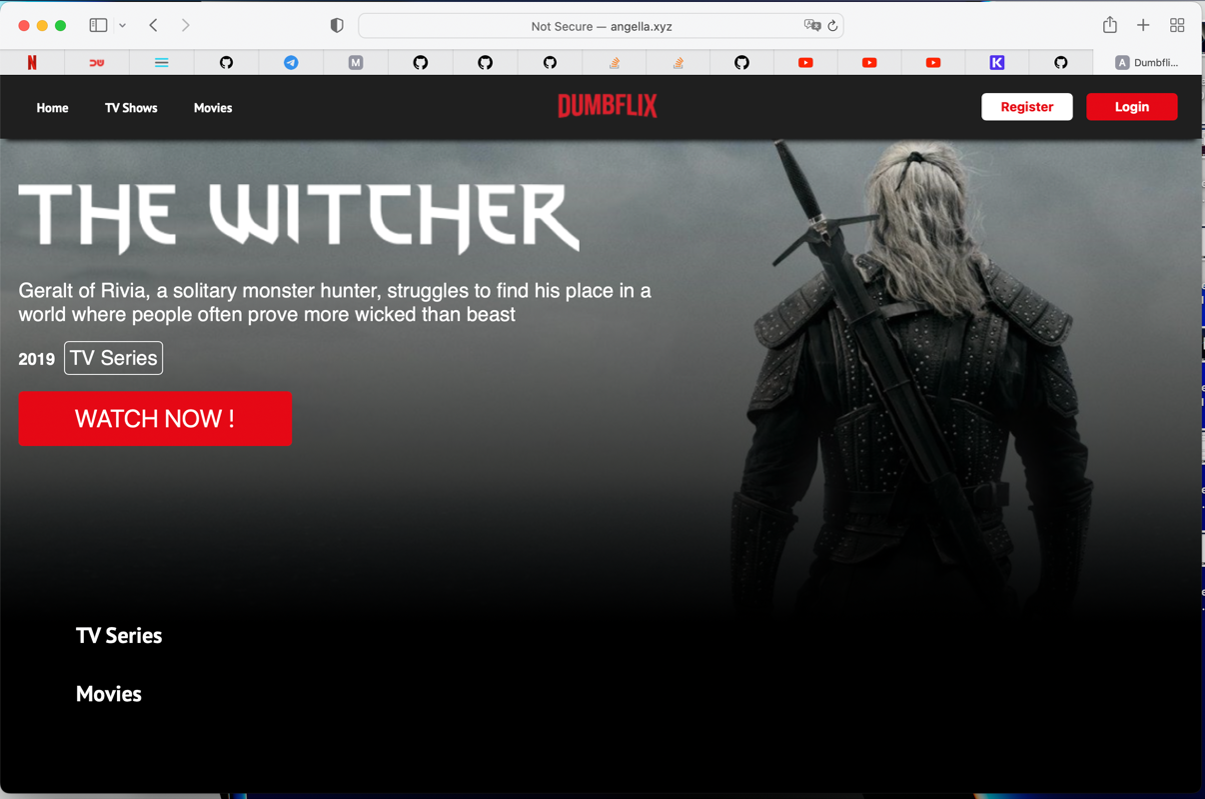 Not Secure — angella.xyz
N
M
K
A Dumbfli...
Home TV Shows Movies DUMBFLIX Register Login
THE WITCHER
Geralt of Rivia, a solitary monster hunter, struggles to find his place in a
world where people often prove more wicked than beast
2019 TV Series
WATCH NOW !
TV Series
Movies